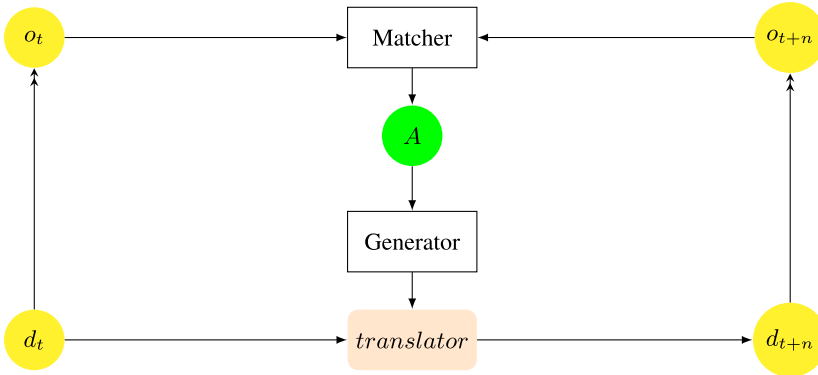 o_t
Matcher
o_{t+n}
A
Generator
d_t
translator
d_{t+n}